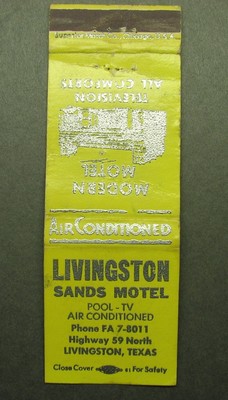 ALL COMFORTS
TELEVISION
MOTEL
MODERN
AIR CONDITIONED
LIVINGSTON
SANDS MOTEL
POOL - TV
AIR CONDITIONED
Phone FA 7-8011
Highway 59 North
LIVINGSTON, TEXAS
Close Cover For Safety